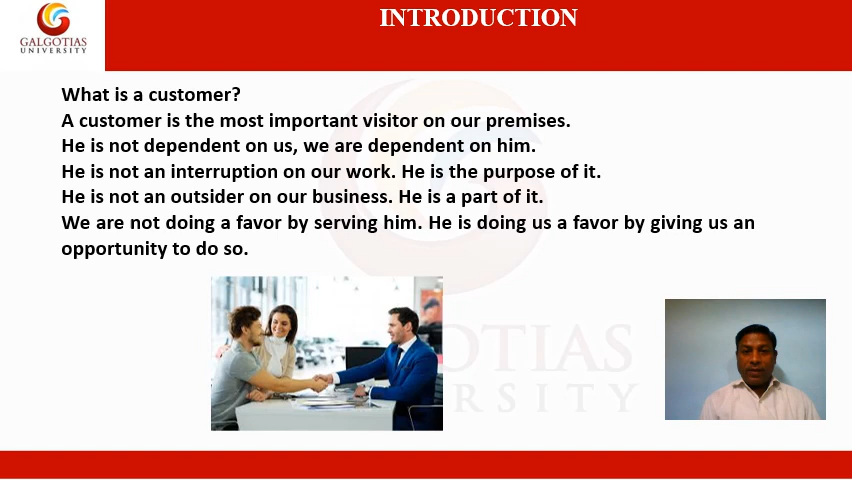 INTRODUCTION
GALGOTIAS
UNIVERSITY
What is a customer?
A customer is the most important visitor on our premises.
He is not dependent on us, we are dependent on him.
He is not an interruption on our work. He is the purpose of it.
He is not an outsider on our business. He is a part of it.
We are not doing a favor by serving him. He is doing us a favor by giving us an
opportunity to do so.
OTIAS
RSITY